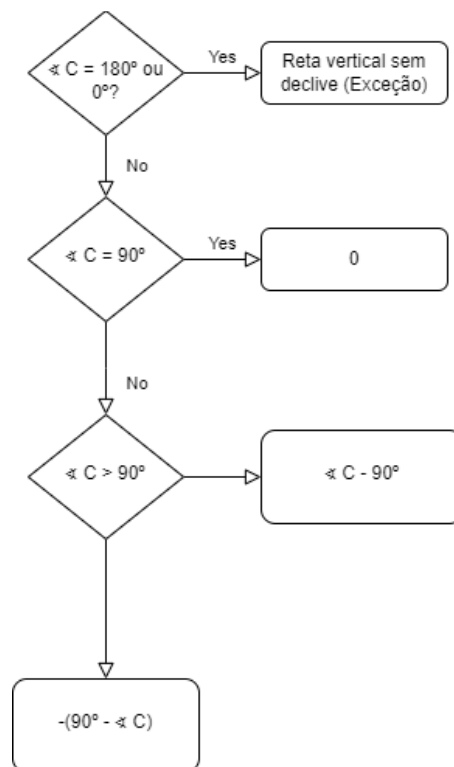 ∢ C = 180º ou
0º?
Yes
Reta vertical sem
declive (Exceção)
No
∢ C = 90º
Yes
0
No
∢ C > 90º
∢ C - 90º
-(90º - ∢ C)